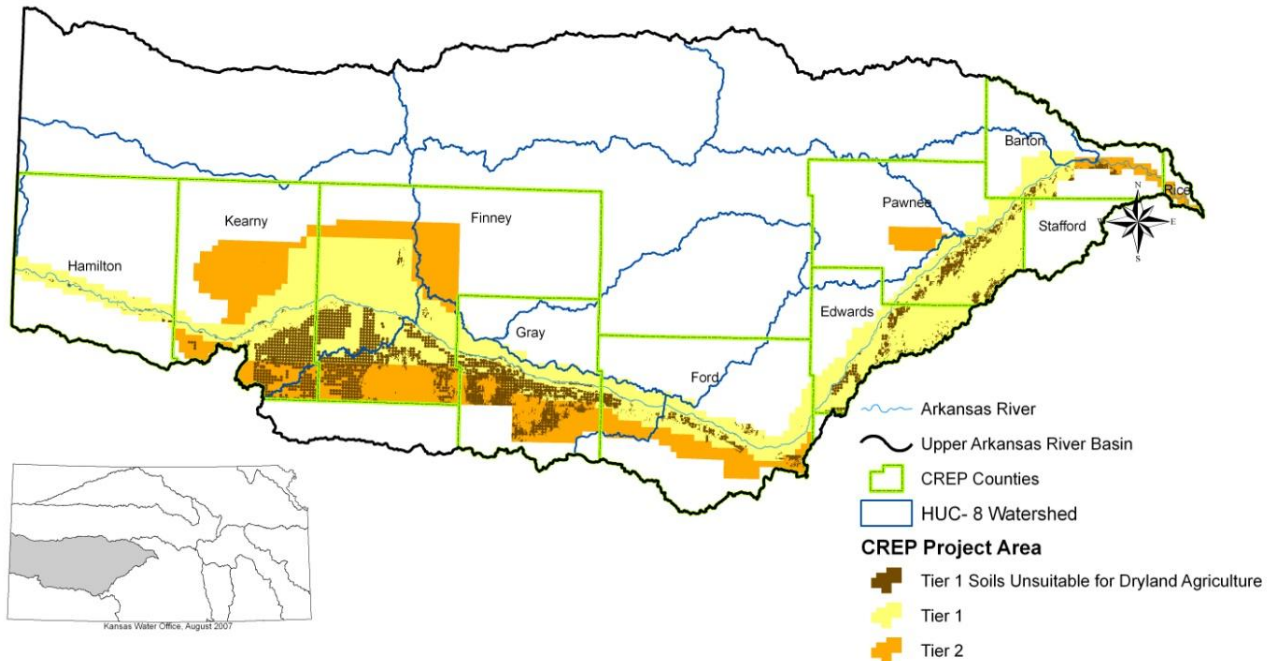 Barton
Rice
N
E
S
Kearny
Finney
Pawnee
Stafford
Hamilton
Edwards
Gray
Ford
Arkansas River
Upper Arkansas River Basin
CREP Counties
HUC- 8 Watershed
CREP Project Area
Tier 1 Soils Unsuitable for Dryland Agriculture
Tier 1
Tier 2
Kansas Water Office, August 2007